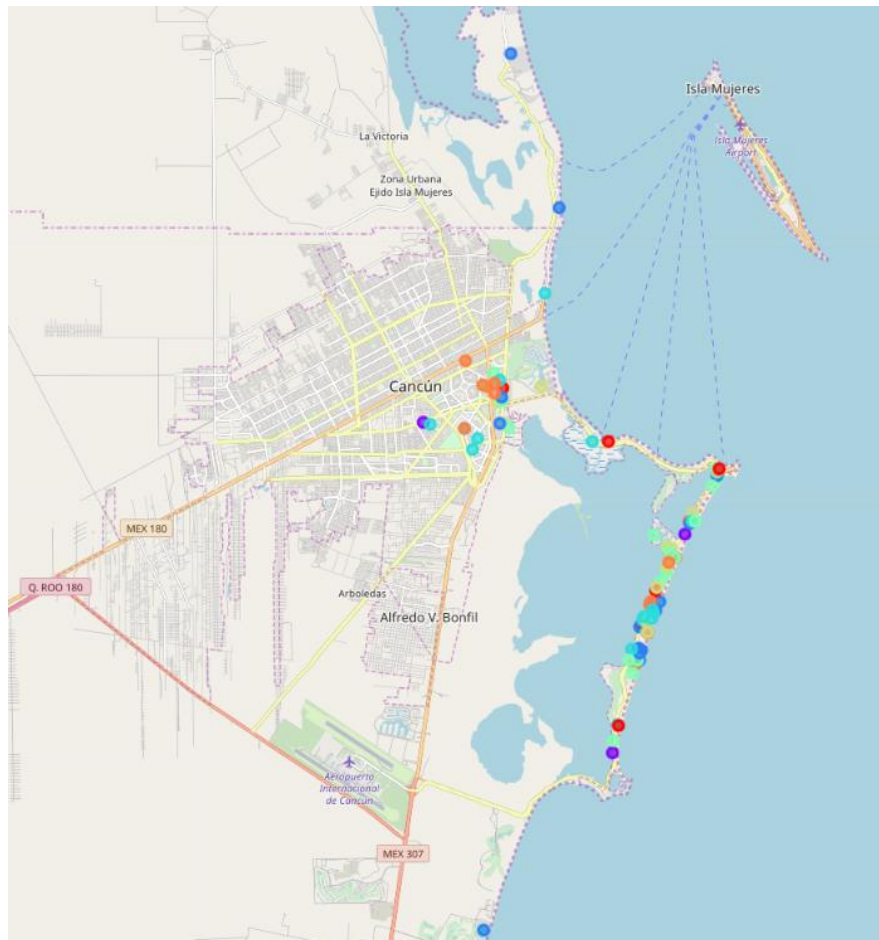 Isla Mujeres
La Victoria
Isla Mujeres
Airport
Zona Urbana
Ejido Isla Mujeres
Cancún
MEX 180
Q. ROO 180
Arboledas
Alfredo V. Bonfil
Aeropuerto
Internacional
de Cancún
MEX 307